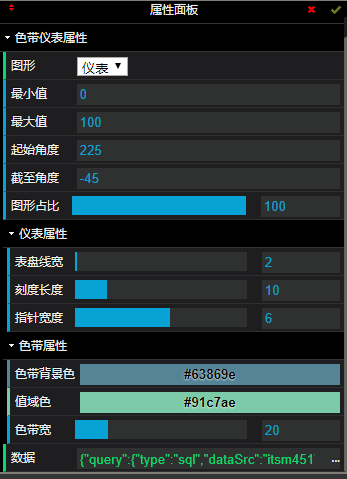 属性面板
色带仪表属性
图形 仪表
最小值 0
最大值 100
起始角度 225
截至角度 -45
图形占比 100
仪表属性
表盘线宽 2
刻度长度 10
指针宽度 6
色带属性
色带背景色 #63869e
值域色 #91c7ae
色带宽 20
数据 {"query":{"type":"sql","dataSrc":"itsm451 ...